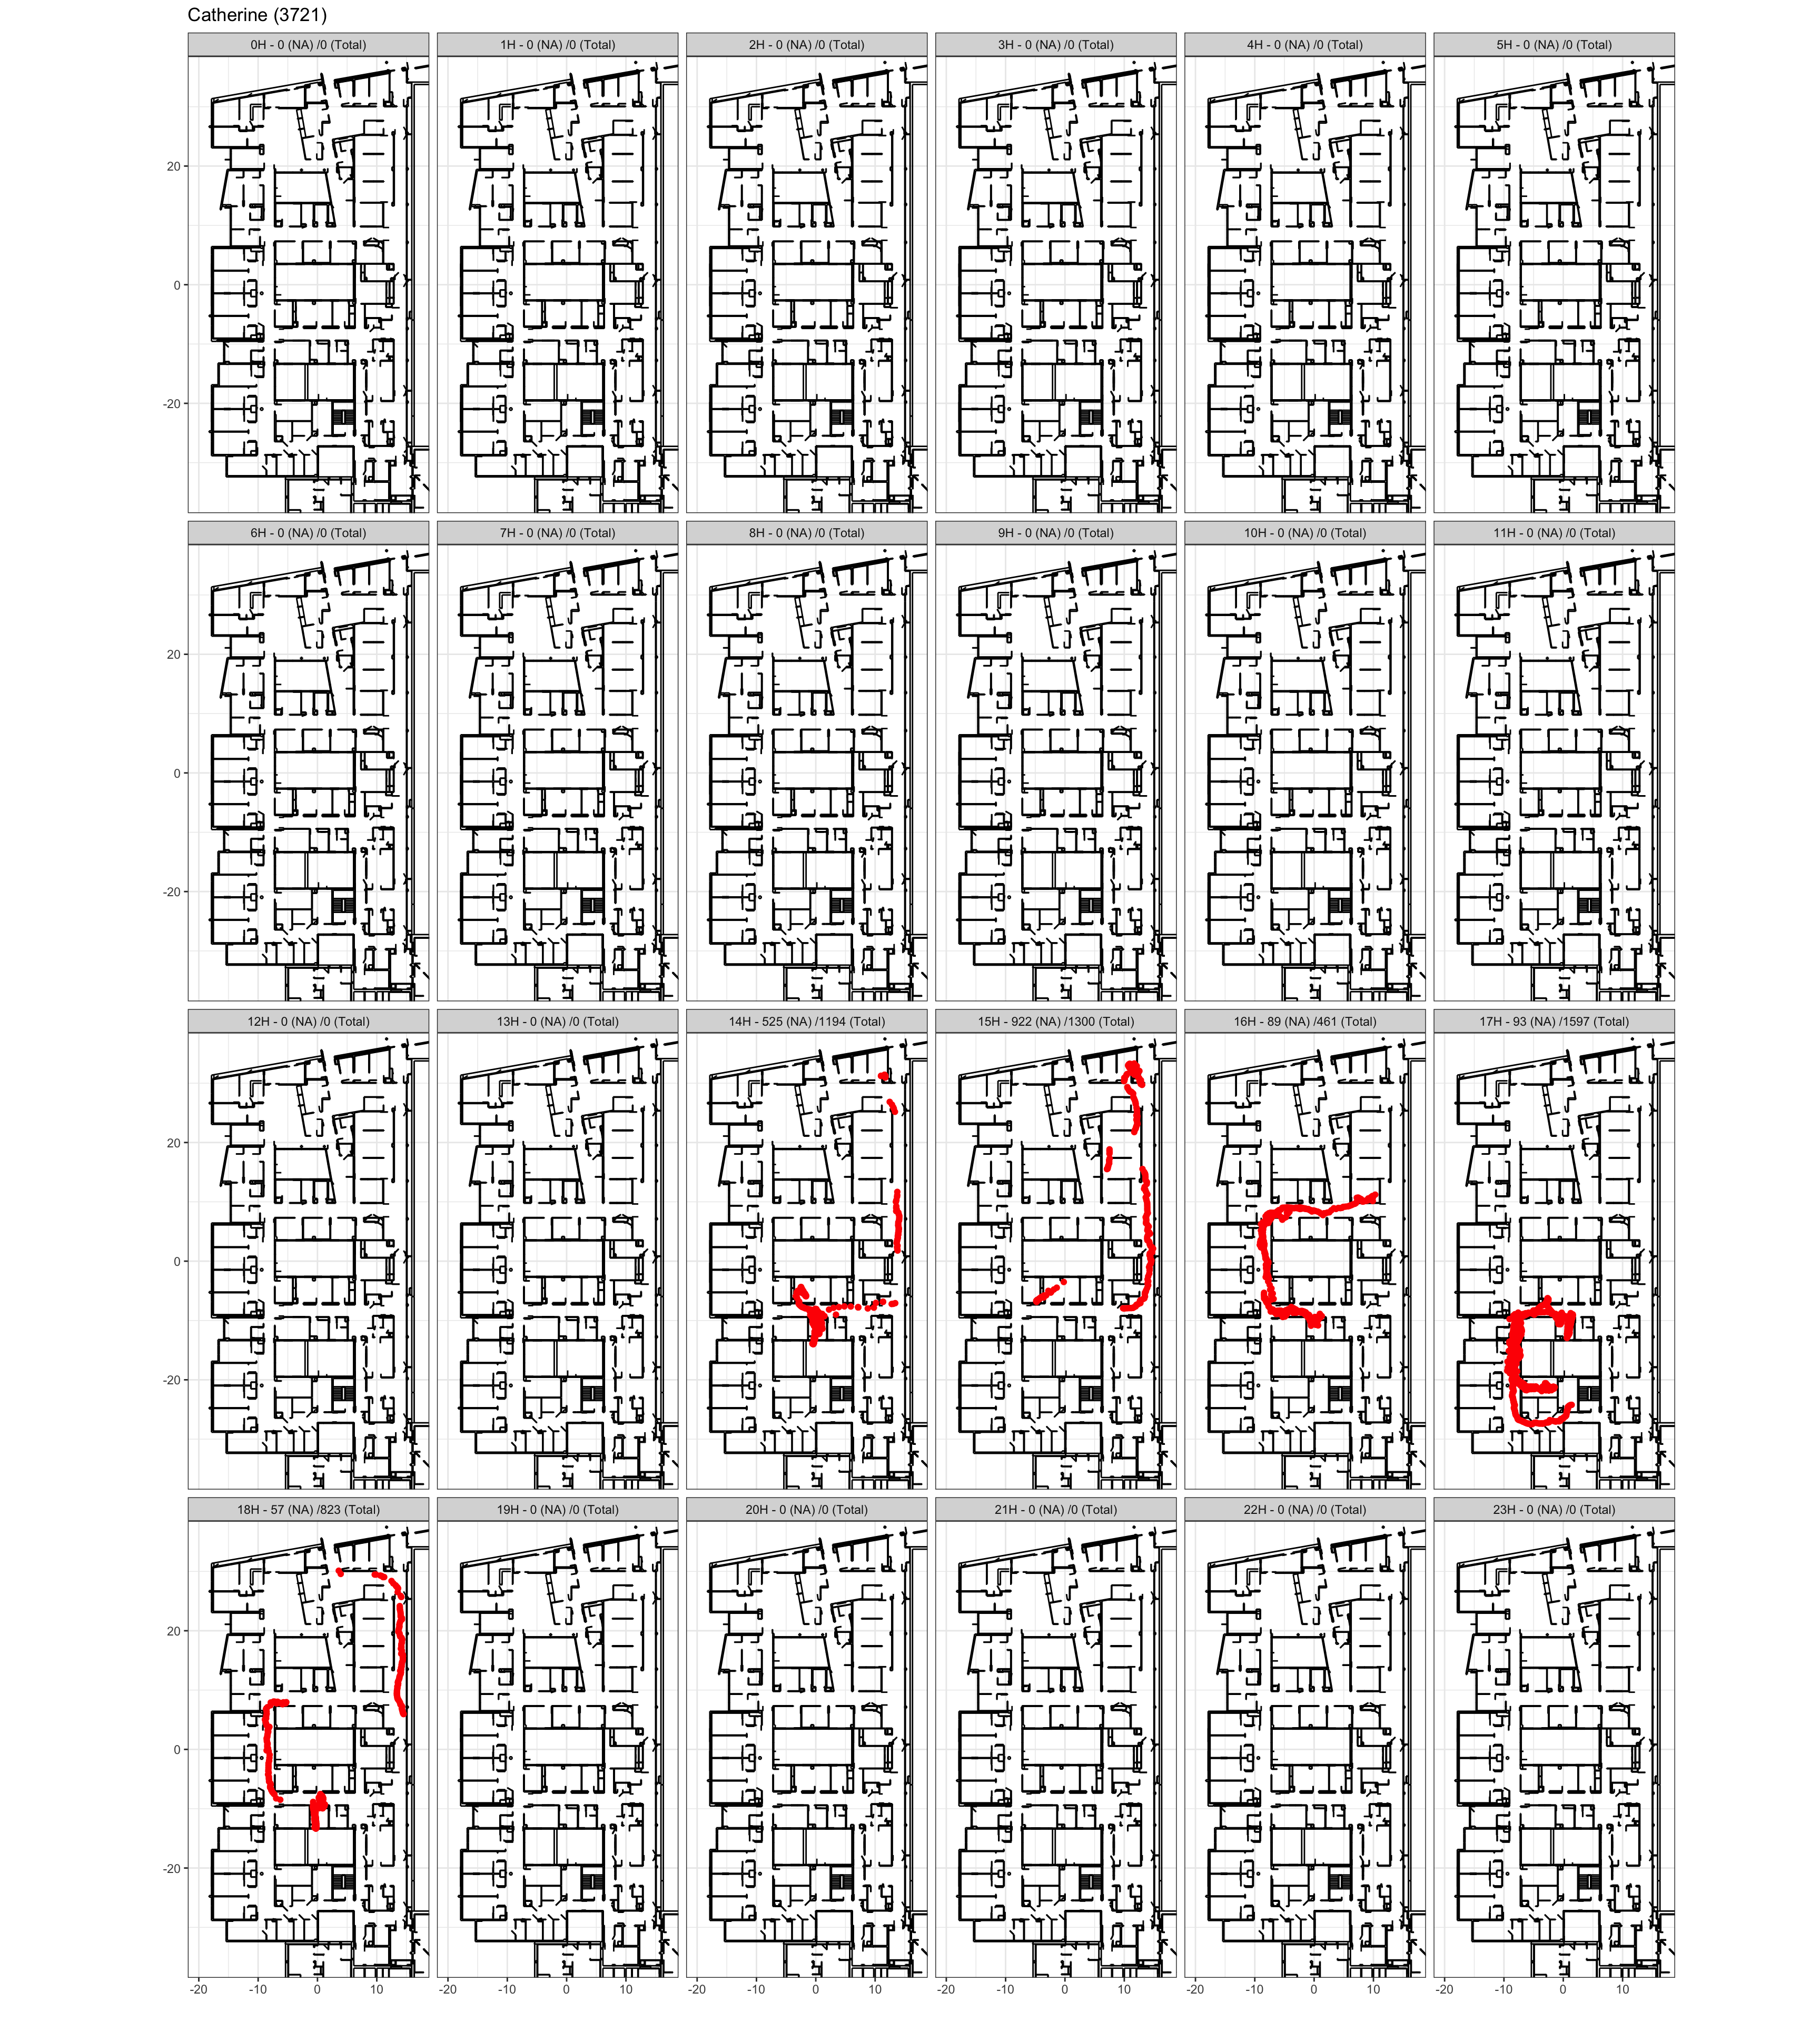 Catherine (3721)
0H - 0 (NA) /0 (Total) 1H - 0 (NA) /0 (Total) 2H - 0 (NA) /0 (Total) 3H - 0 (NA) /0 (Total) 4H - 0 (NA) /0 (Total) 5H - 0 (NA) /0 (Total)
20
0
-20
6H - 0 (NA) /0 (Total) 7H - 0 (NA) /0 (Total) 8H - 0 (NA) /0 (Total) 9H - 0 (NA) /0 (Total) 10H - 0 (NA) /0 (Total) 11H - 0 (NA) /0 (Total)
20
0
-20
12H - 0 (NA) /0 (Total) 13H - 0 (NA) /0 (Total) 14H - 525 (NA) /1194 (Total) 15H - 922 (NA) /1300 (Total) 16H - 89 (NA) /461 (Total) 17H - 93 (NA) /1597 (Total)
20
0
-20
18H - 57 (NA) /823 (Total) 19H - 0 (NA) /0 (Total) 20H - 0 (NA) /0 (Total) 21H - 0 (NA) /0 (Total) 22H - 0 (NA) /0 (Total) 23H - 0 (NA) /0 (Total)
20
0
-20
-20 -10 0 10 -20 -10 0 10 -20 -10 0 10 -20 -10 0 10 -20 -10 0 10 -20 -10 0 10